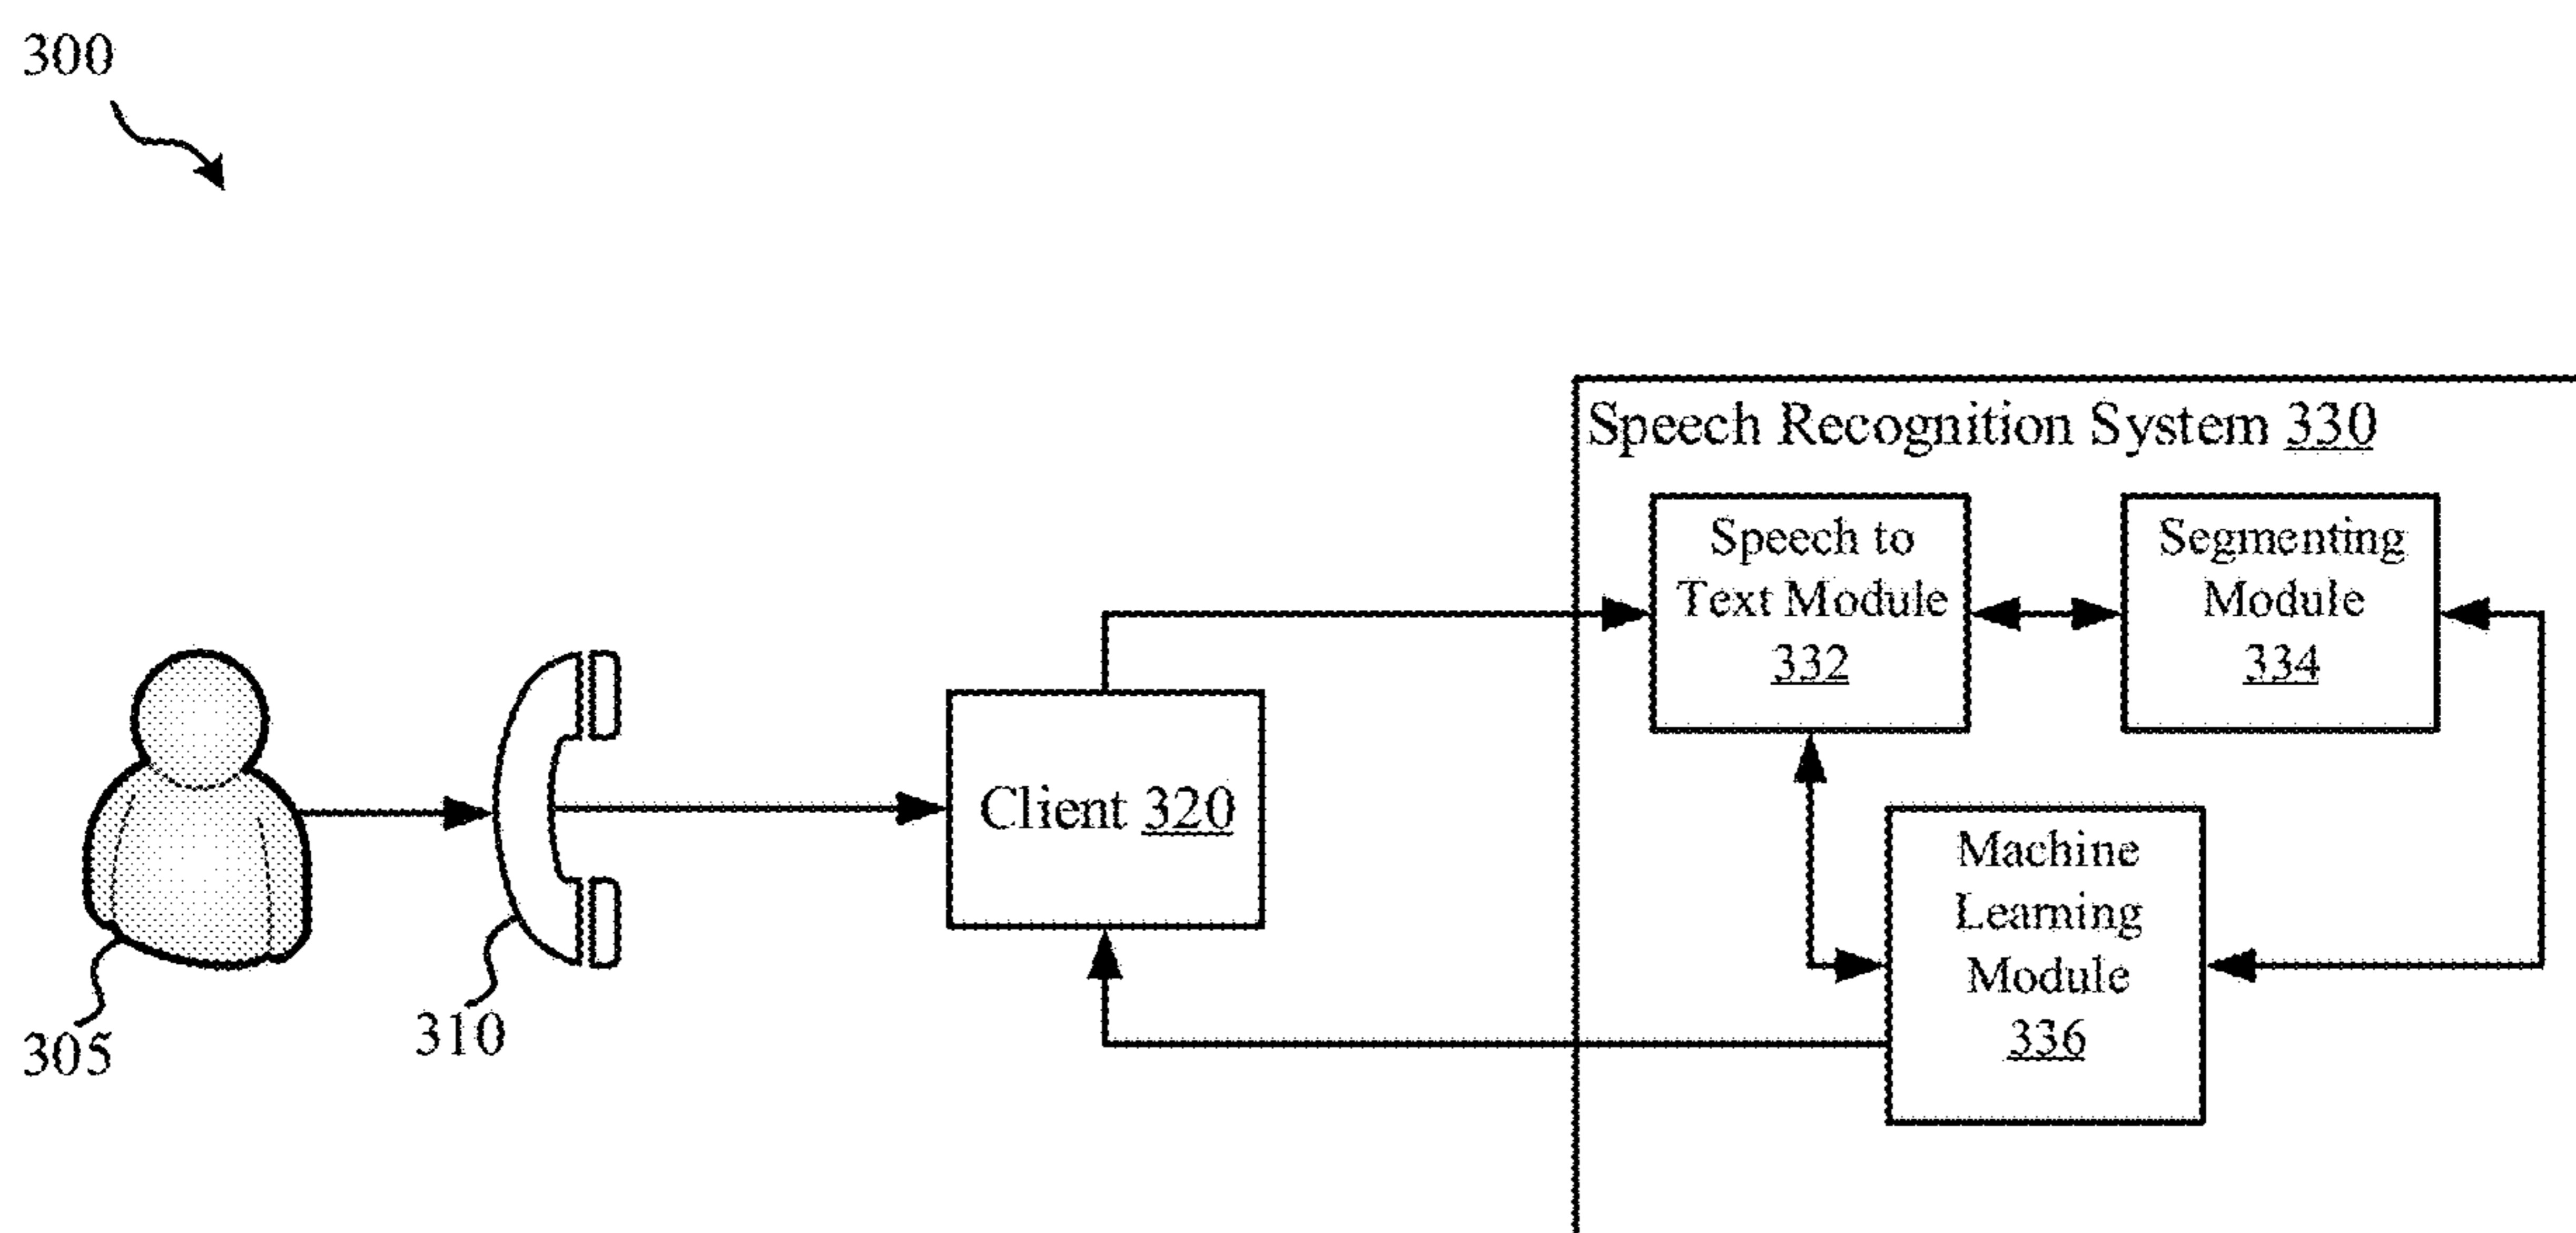 300
Speech Recognition System 330
Speech to
Text Module
332
Segmenting
Module
334
Client 320
Machine
Learning
Module
336
305
310